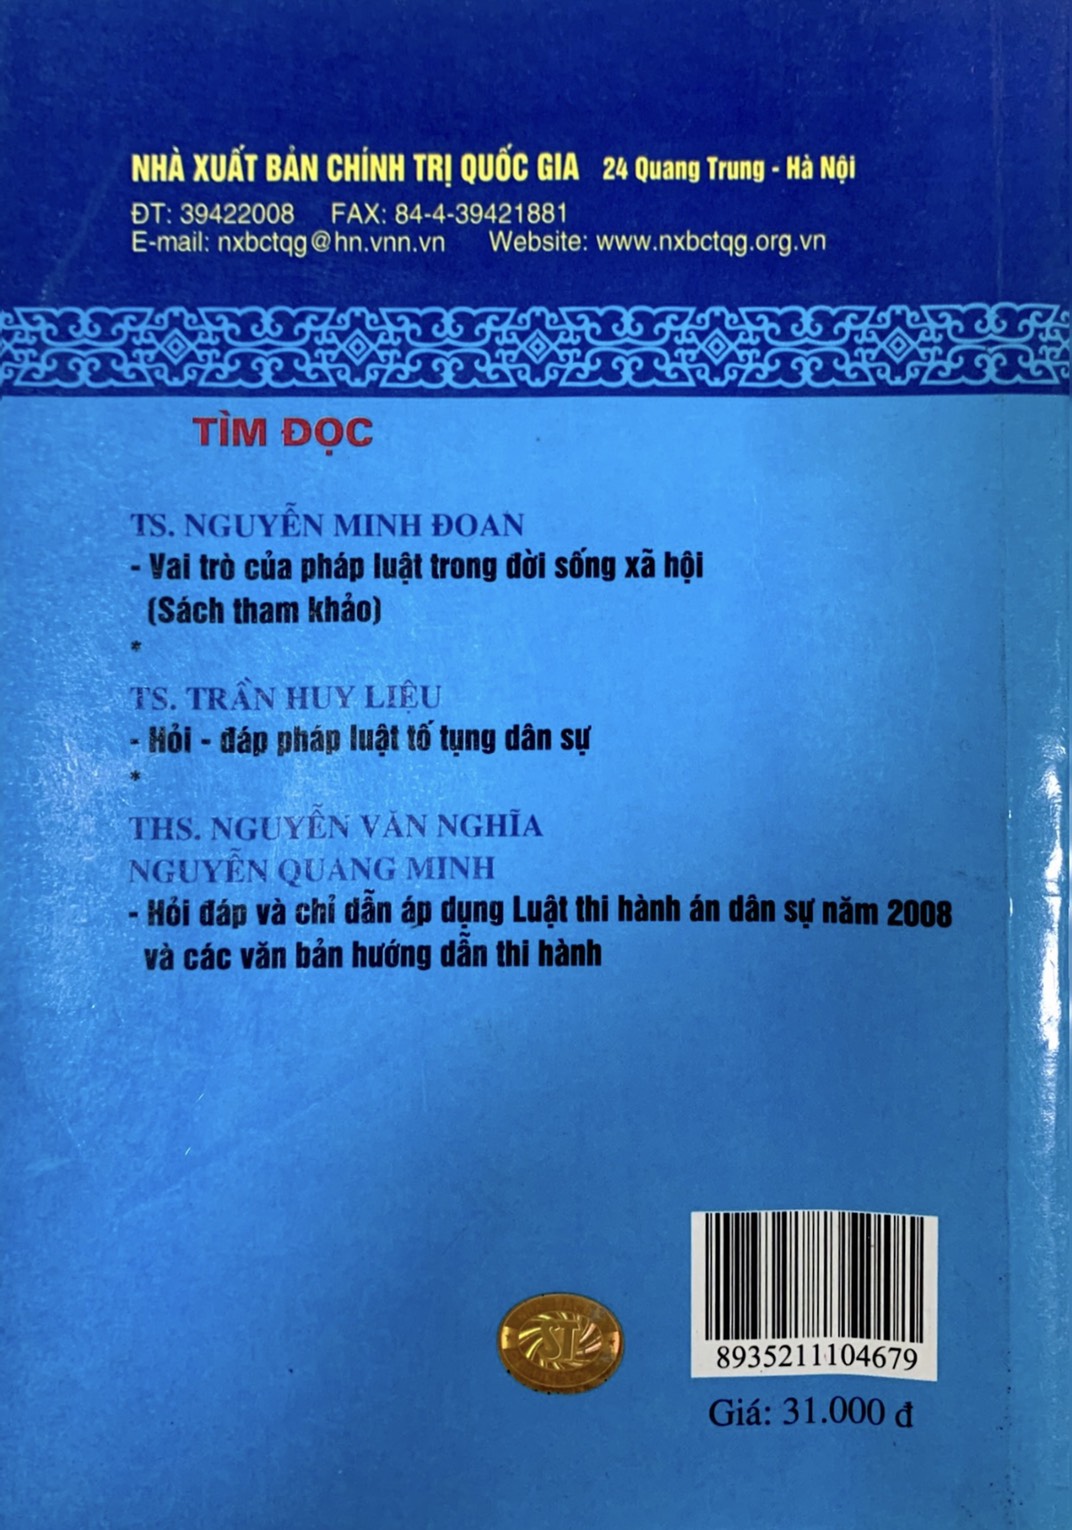 NHÀ XUẤT BẢN CHÍNH TRỊ QUỐC GIA 24 Quang Trung - Hà Nội
ĐT: 39422008 FAX: 84-4-39421881
E-mail: nxbctqg@hn.vnn.vn Website: www.nxbctqg.org.vn
TÌM ĐỌC
TS. NGUYỄN MINH ĐOAN
- Vai trò của pháp luật trong đời sống xã hội
(Sách tham khảo)
*
TS. TRẦN HUY LIỆU
- Hỏi - đáp pháp luật tố tụng dân sự
*
THS. NGUYỄN VĂN NGHĨA
NGUYỄN QUANG MINH
- Hỏi đáp và chỉ dẫn áp dụng Luật thi hành án dân sự năm 2008
và các văn bản hướng dẫn thi hành
ST
8935211104679
Giá: 31.000 đ